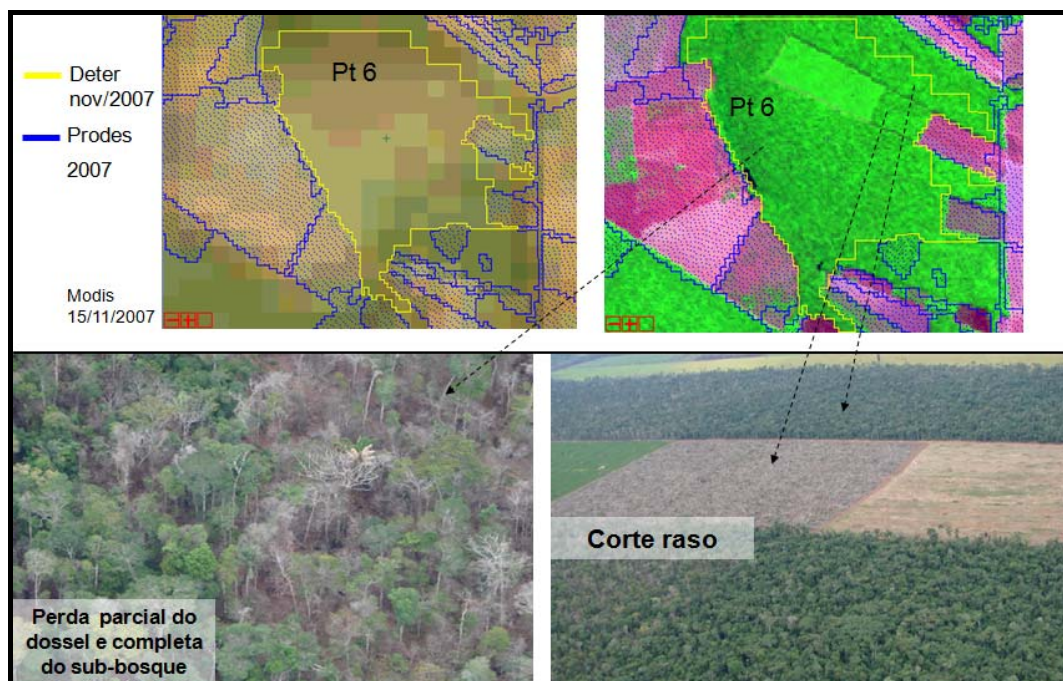 Deter
nov/2007
Prodes
2007
Modis
15/11/2007
Pt 6
Pt 6
Perda parcial do
dossel e completa
do sub-bosque
Corte raso